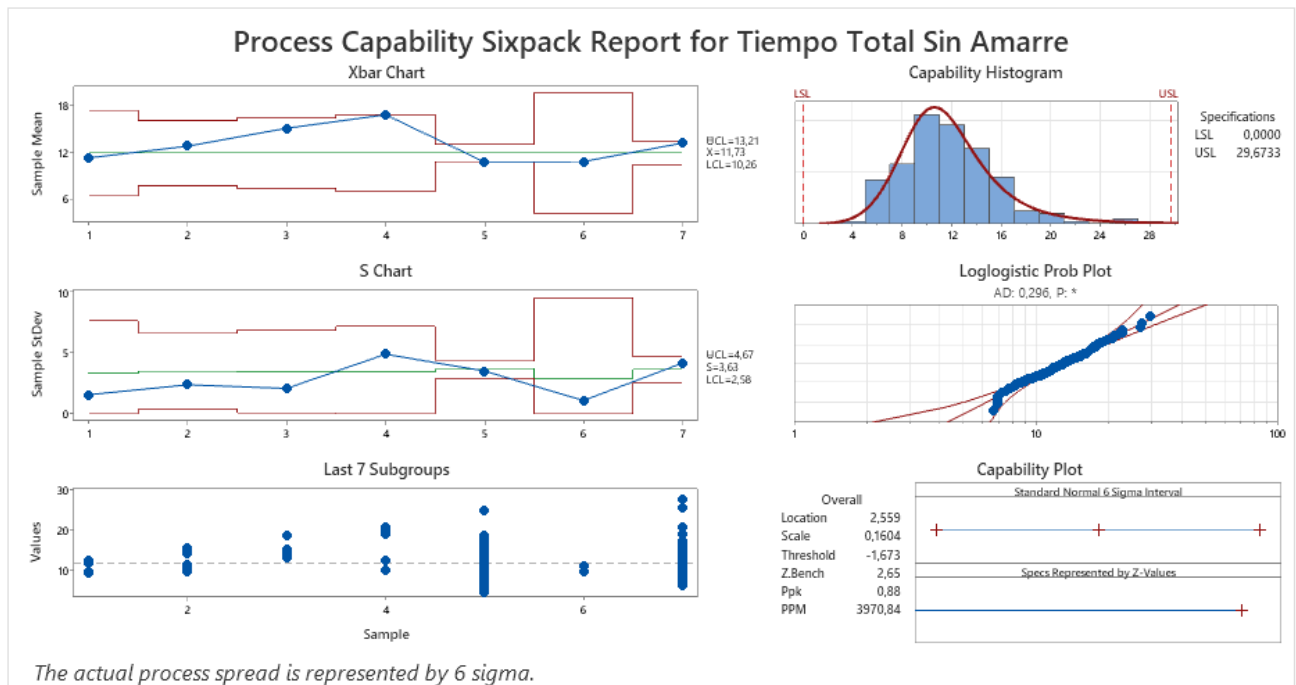 Process Capability Sixpack Report for Tiempo Total Sin Amarre
Xbar Chart
Sample Mean
18
12
6
1 2 3 4 5 6 7
UCL=13,21
X=11,73
LCL=10,26
S Chart
Sample StDev
10
5
0
1 2 3 4 5 6 7
UCL=4,67
S=3,63
LCL=2,58
Last 7 Subgroups
Values
30
20
10
2 4 6
Sample
Capability Histogram
LSL USL
0 4 8 12 16 20 24 28
Specifications
LSL 0,0000
USL 29,6733
Loglogistic Prob Plot
AD: 0,296, P: *
1 10 100
Capability Plot
Overall
Location 2,559
Scale 0,1604
Threshold -1,673
Z.Bench 2,65
Ppk 0,88
PPM 3970,84
Standard Normal 6 Sigma Interval
Specs Represented by Z-Values
The actual process spread is represented by 6 sigma.